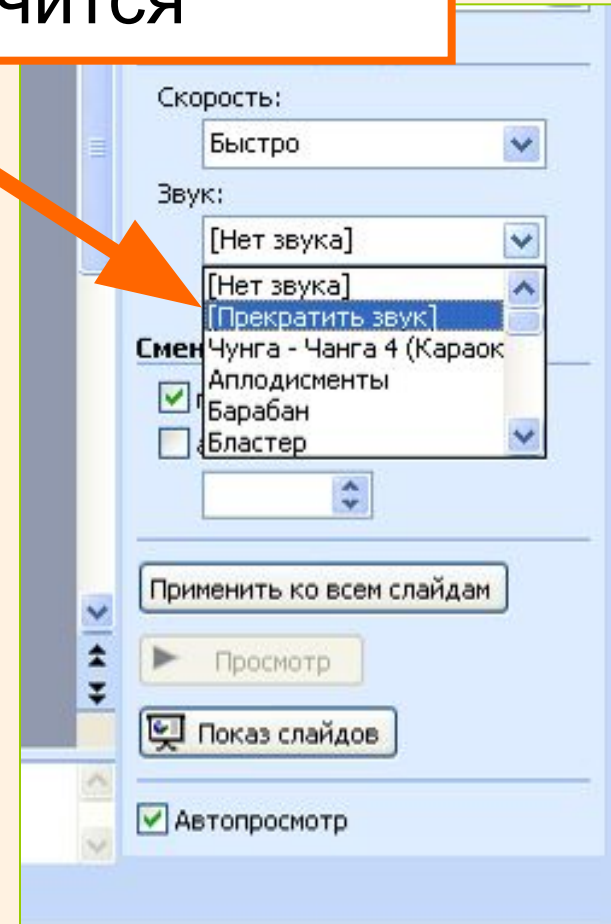 Скорость:
Быстро
Звук:
[Нет звука]
[Нет звука]
[Прекратить звук]
Чунга - Чанга 4 (Караок
Аплодисменты
Барабан
Бластер
Применить ко всем слайдам
Просмотр
Показ слайдов
Автопросмотр